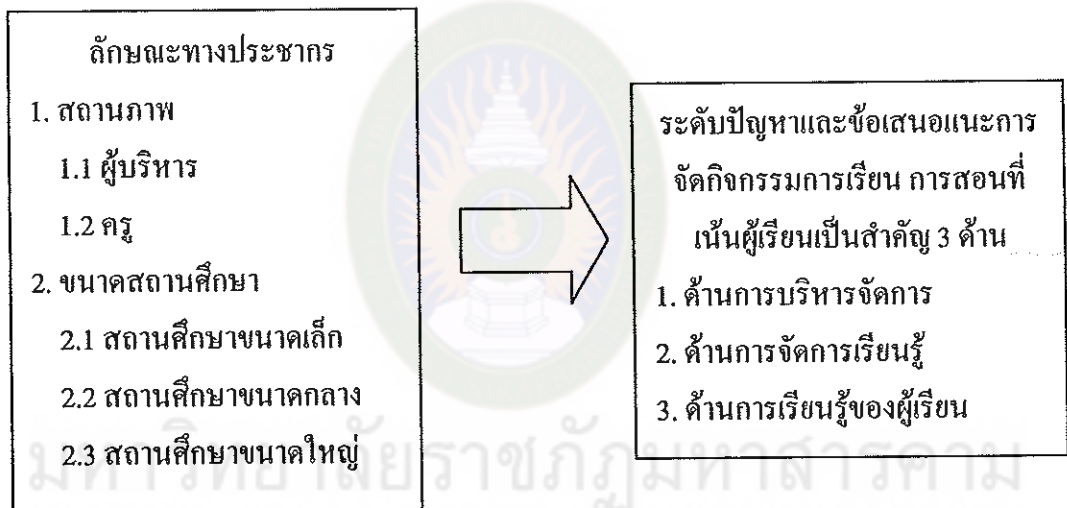 ลักษณะทางประชากร
1. สถานภาพ
1.1 ผู้บริหาร
1.2 ครู
2. ขนาดสถานศึกษา
2.1 สถานศึกษาขนาดเล็ก
2.2 สถานศึกษาขนาดกลาง
2.3 สถานศึกษาขนาดใหญ่
ระดับปัญหาและข้อเสนอแนะการ
จัดกิจกรรมการเรียน การสอนที่
เน้นผู้เรียนเป็นสำคัญ 3 ด้าน
1. ด้านการบริหารจัดการ
2. ด้านการจัดการเรียนรู้
3. ด้านการเรียนรู้ของผู้เรียน
มหาวิทยาลัยราชภัฏมหาสารคาม